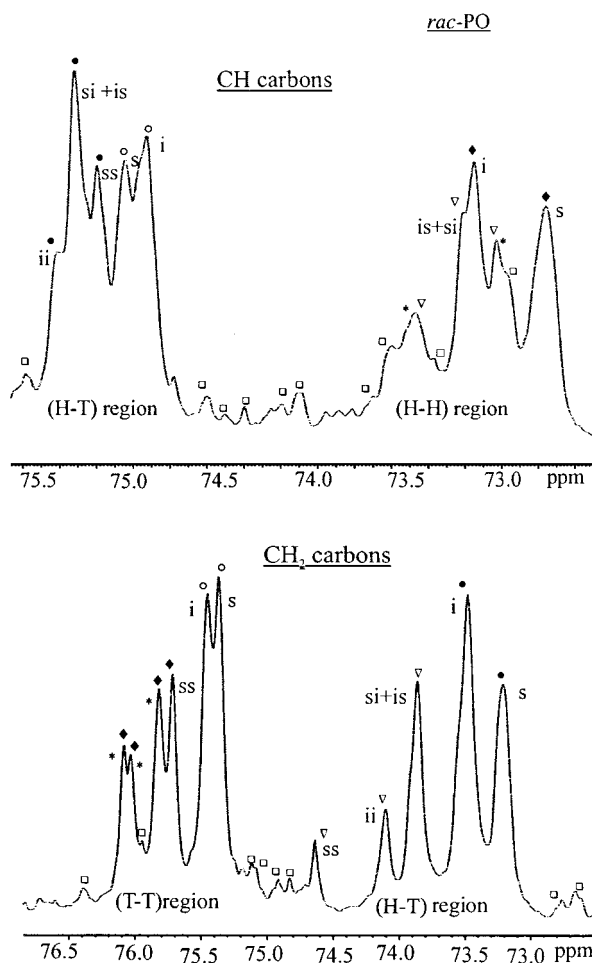 rac-PO
CH carbons
si +is
i
ss
s
ii
i
is+si
s
(H-T) region
(H-H) region
75.5 75.0 74.5 74.0 73.5 73.0 ppm
CH₂ carbons
i
s
ss
i
si+is
s
ii
ss
(T-T)region
(H-T) region
76.5 76.0 75.5 75.0 74.5 74.0 73.5 73.0 ppm